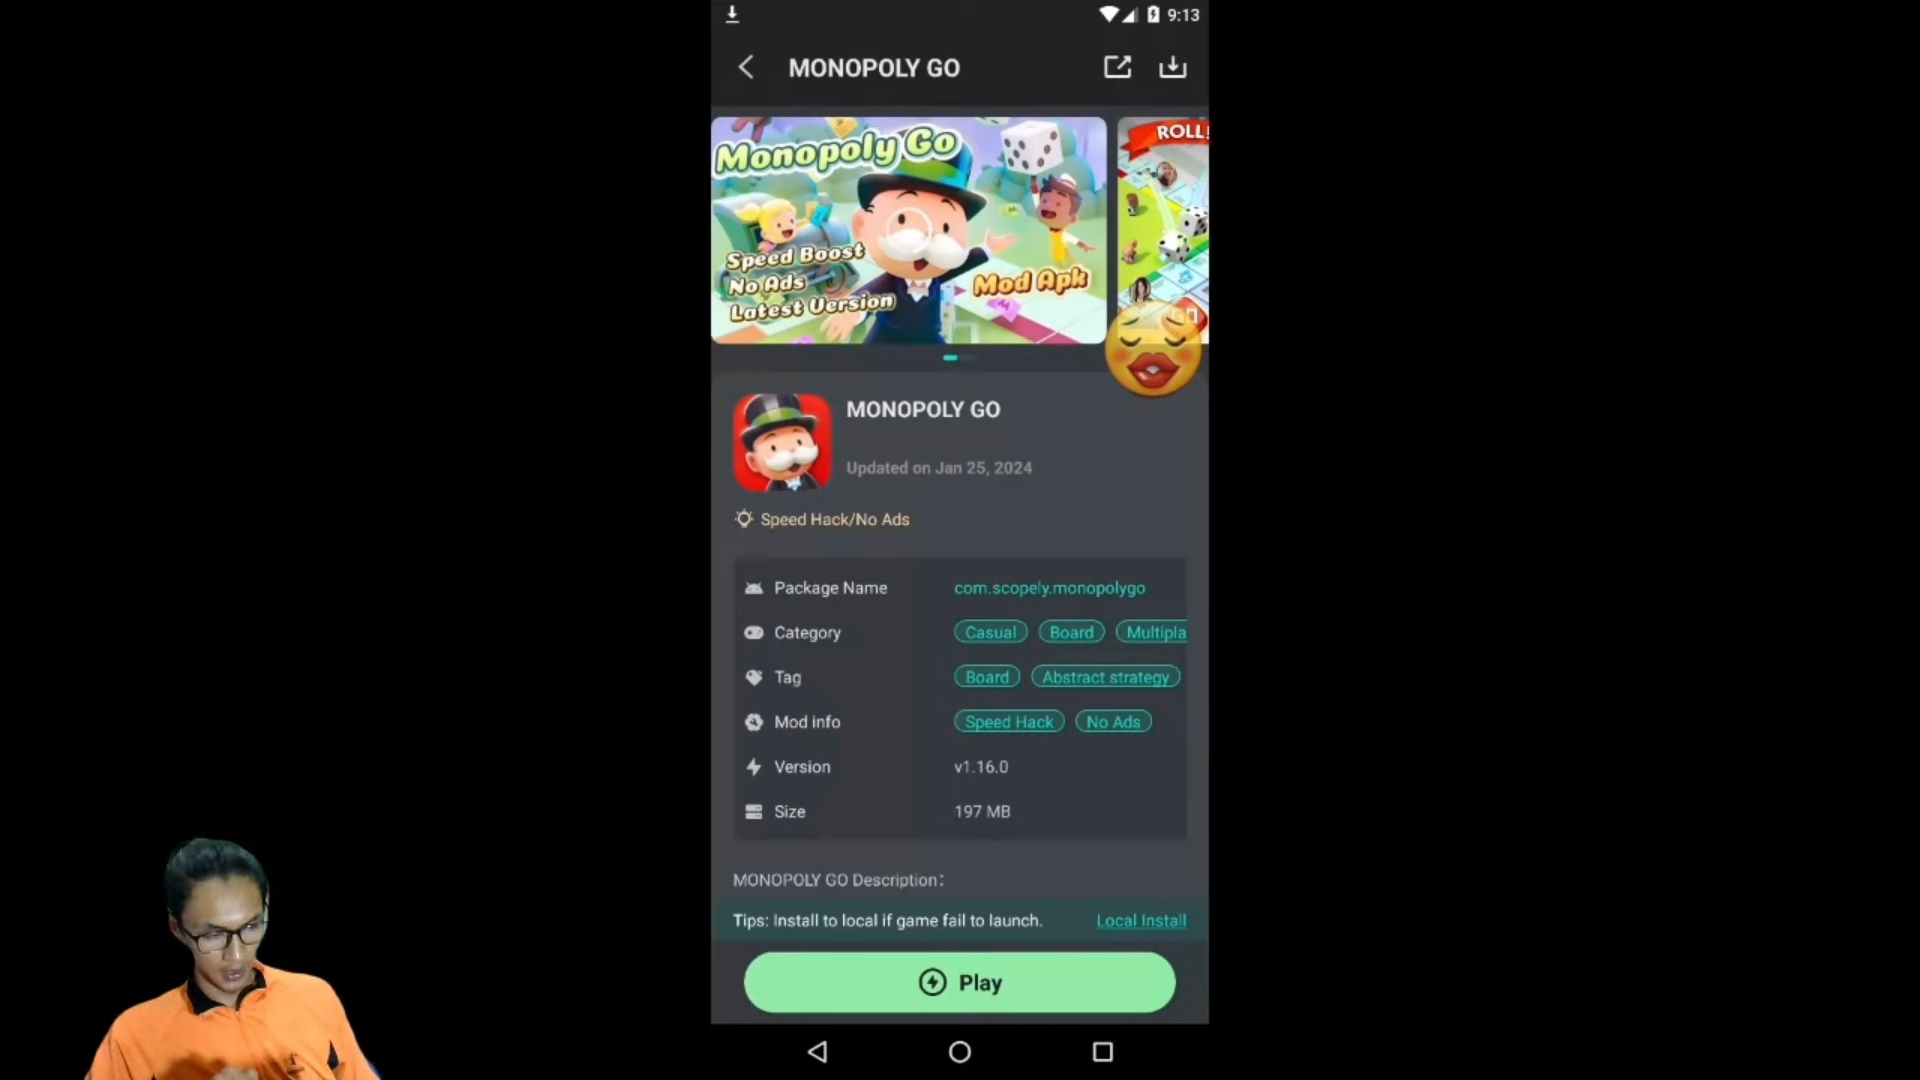 9:13
MONOPOLY GO
Monopoly Go
Speed Boost
No Ads
Latest Version
Mod Apk
ROLL!
GO
MONOPOLY GO
Updated on Jan 25, 2024
Speed Hack/No Ads
Package Name com.scopely.monopolygo
Category Casual Board Multipla
Tag Board Abstract strategy
Mod info Speed Hack No Ads
Version v1.16.0
Size 197 MB
MONOPOLY GO Description:
Tips: Install to local if game fail to launch. Local Install
Play